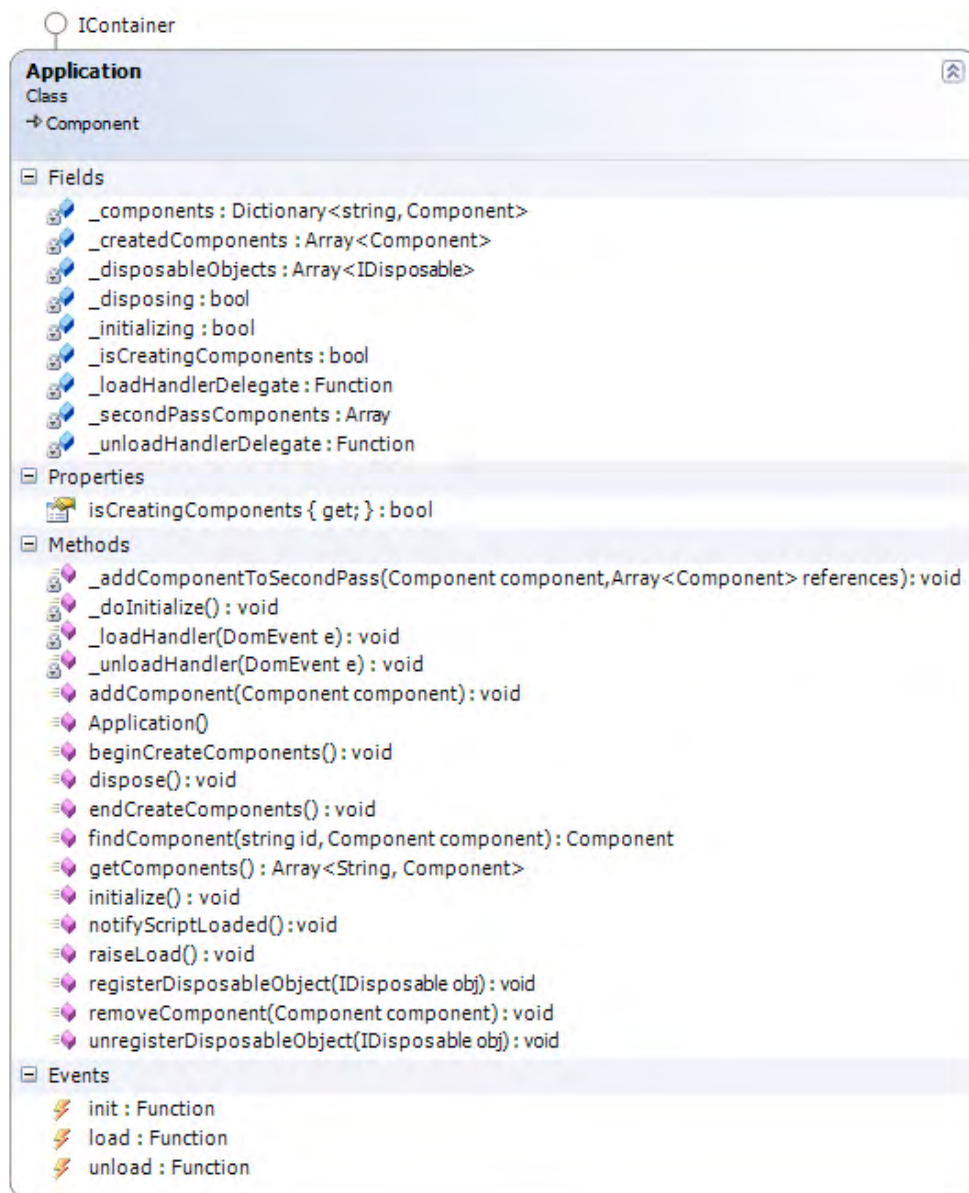 IContainer
Application
Class
Component
Fields
_components : Dictionary<string, Component>
_createdComponents : Array<Component>
_disposableObjects : Array<IDisposable>
_disposing : bool
_initializing : bool
_isCreatingComponents : bool
_loadHandlerDelegate : Function
_secondPassComponents : Array
_unloadHandlerDelegate : Function
Properties
isCreatingComponents { get; } : bool
Methods
_addComponentToSecondPass(Component component,Array<Component> references): void
_doInitialize() : void
_loadHandler(DomEvent e) : void
_unloadHandler(DomEvent e) : void
addComponent(Component component) : void
Application()
beginCreateComponents(): void
dispose(): void
endCreateComponents() : void
findComponent(string id, Component component) : Component
getComponents() : Array<String, Component>
initialize() : void
notifyScriptLoaded():void
raiseLoad() : void
registerDisposableObject(IDisposable obj) : void
removeComponent(Component component) : void
unregisterDisposableObject(IDisposable obj) : void
Events
init : Function
load : Function
unload : Function